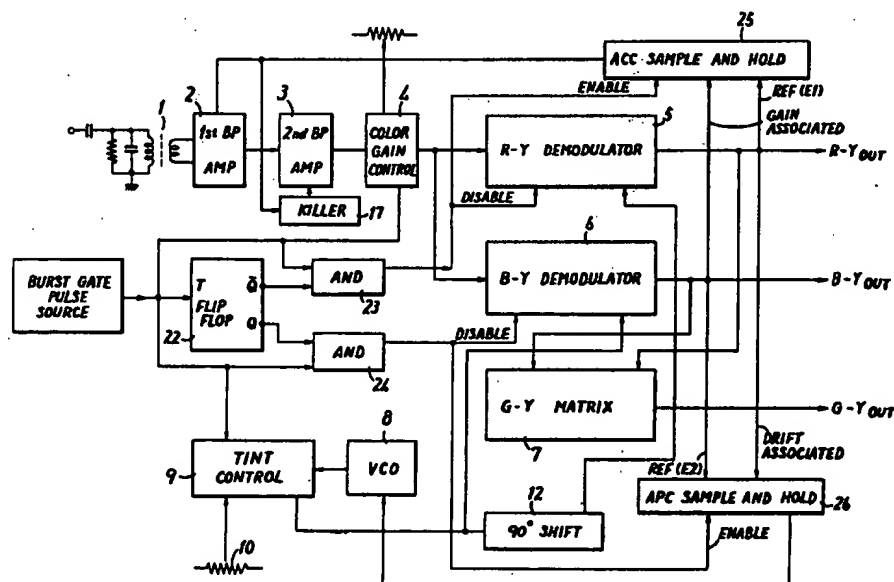 25
ACC SAMPLE AND HOLD
ENABLE
REF(E1)
GAIN
ASSOCIATED
1
2
1st BP
AMP
3
2nd BP
AMP
4
COLOR
GAIN
CONTROL
5
R-Y DEMODULATOR
R-Y OUT
KILLER
17
DISABLE
6
B-Y DEMODULATOR
B-Y OUT
BURST GATE
PULSE
SOURCE
T
FLIP
FLOP
Q̄
Q
22
AND
23
AND
24
DISABLE
G-Y MATRIX
7
G-Y OUT
DRIFT
ASSOCIATED
REF(E2)
8
VCO
9
TINT
CONTROL
10
12
90° SHIFT
APC SAMPLE AND HOLD
26
ENABLE